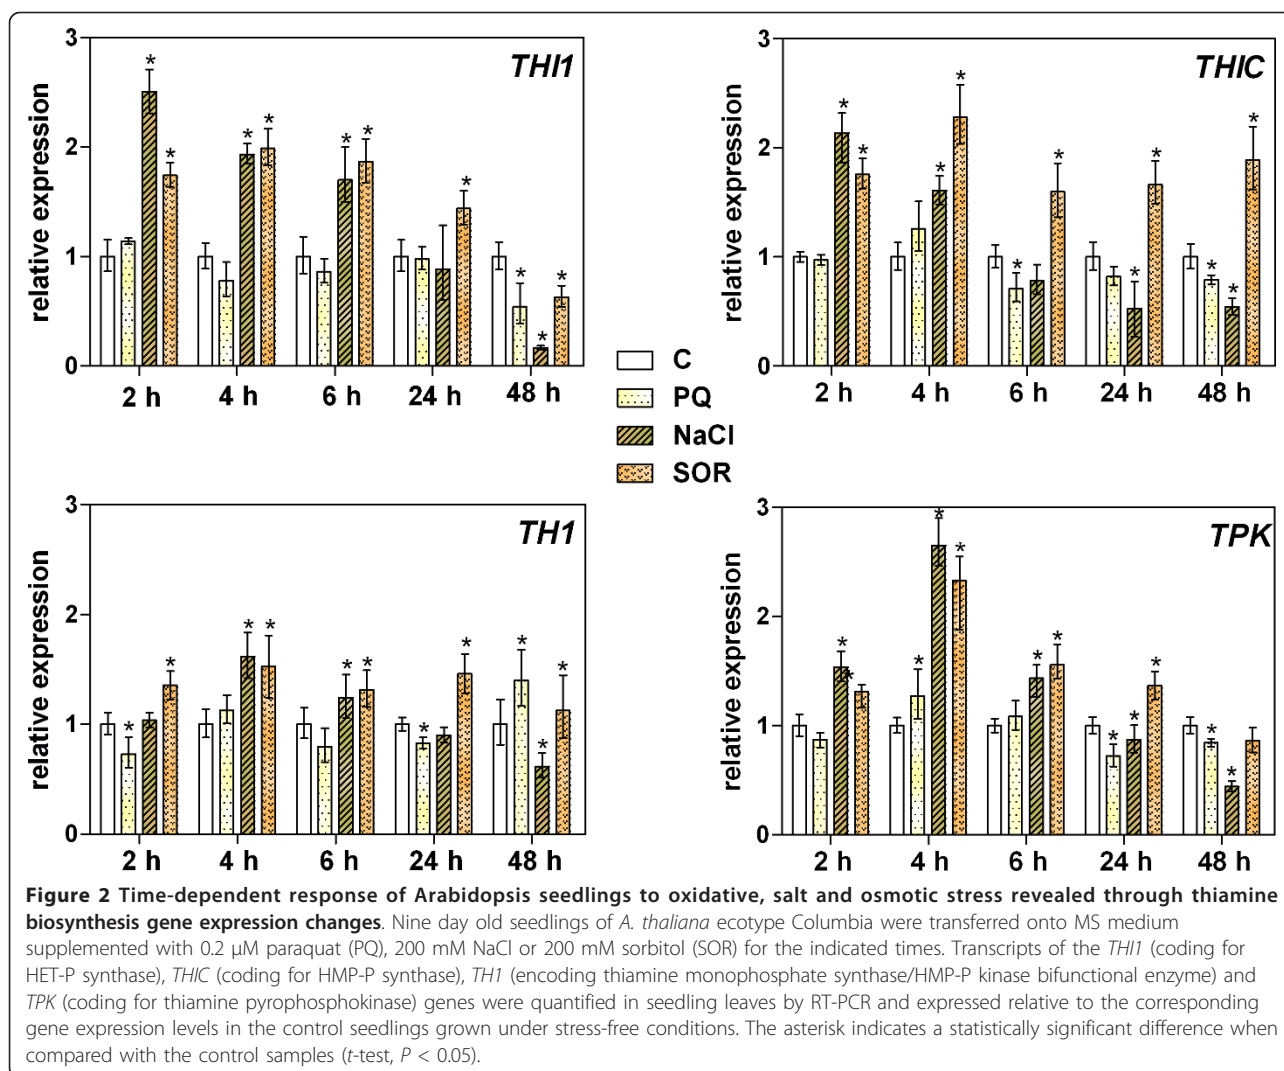 THI1
relative expression
3
2
1
0
* * * * * * * * * *
2 h 4 h 6 h 24 h 48 h
THIC
relative expression
3
2
1
0
* * * * * * * * * * *
2 h 4 h 6 h 24 h 48 h
C
PQ
NaCl
SOR
TH1
relative expression
3
2
1
0
* * * * * * * * * * *
2 h 4 h 6 h 24 h 48 h
TPK
relative expression
3
2
1
0
* * * * * * * * * * * *
2 h 4 h 6 h 24 h 48 h
Figure 2 Time-dependent response of Arabidopsis seedlings to oxidative, salt and osmotic stress revealed through thiamine
biosynthesis gene expression changes. Nine day old seedlings of A. thaliana ecotype Columbia were transferred onto MS medium
supplemented with 0.2 μM paraquat (PQ), 200 mM NaCl or 200 mM sorbitol (SOR) for the indicated times. Transcripts of the THI1 (coding for
HET-P synthase), THIC (coding for HMP-P synthase), TH1 (encoding thiamine monophosphate synthase/HMP-P kinase bifunctional enzyme) and
TPK (coding for thiamine pyrophosphokinase) genes were quantified in seedling leaves by RT-PCR and expressed relative to the corresponding
gene expression levels in the control seedlings grown under stress-free conditions. The asterisk indicates a statistically significant difference when
compared with the control samples (t-test, P < 0.05).